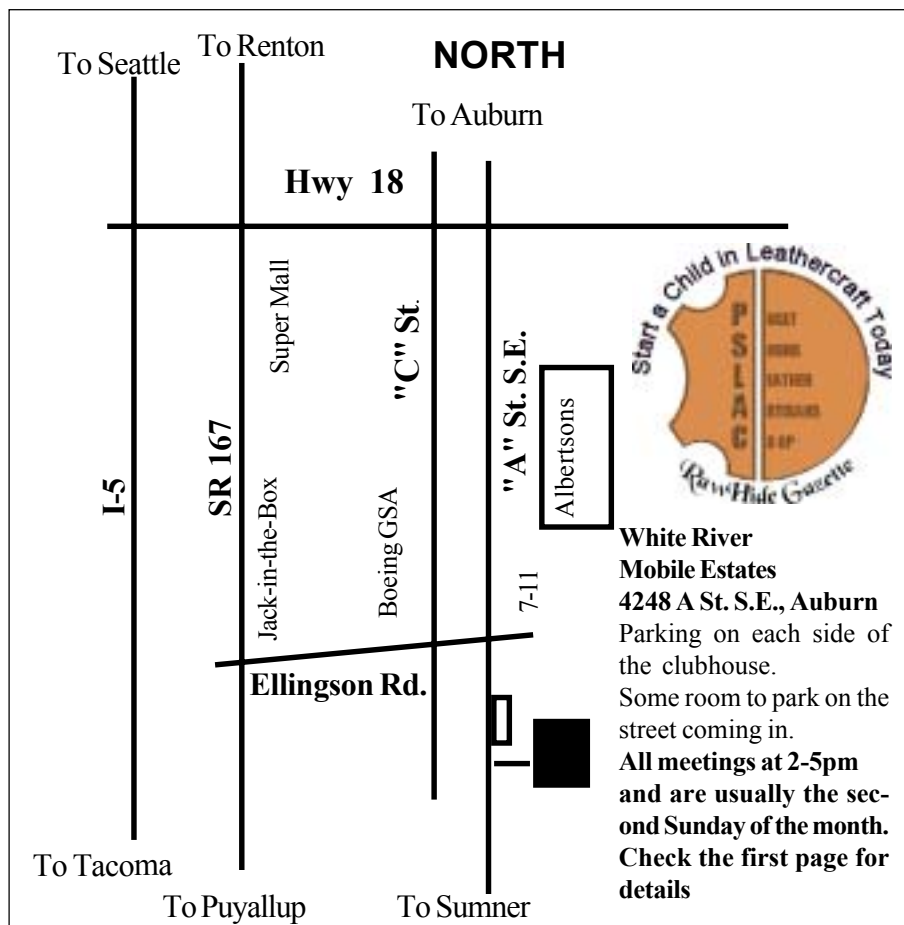 To Seattle
To Renton
NORTH
To Auburn
Hwy 18
Super Mall
"C" St.
"A" St. S.E.
Albertsons
I-5
SR 167
Jack-in-the-Box
Boeing GSA
7-11
Ellingson Rd.
To Tacoma
To Puyallup
To Sumner
Start a Child in Leathercraft Today
P
S
L
A
C
RawHide Gazette
White River
Mobile Estates
4248 A St. S.E., Auburn
Parking on each side of
the clubhouse.
Some room to park on the
street coming in.
All meetings at 2-5pm
and are usually the sec-
ond Sunday of the month.
Check the first page for
details